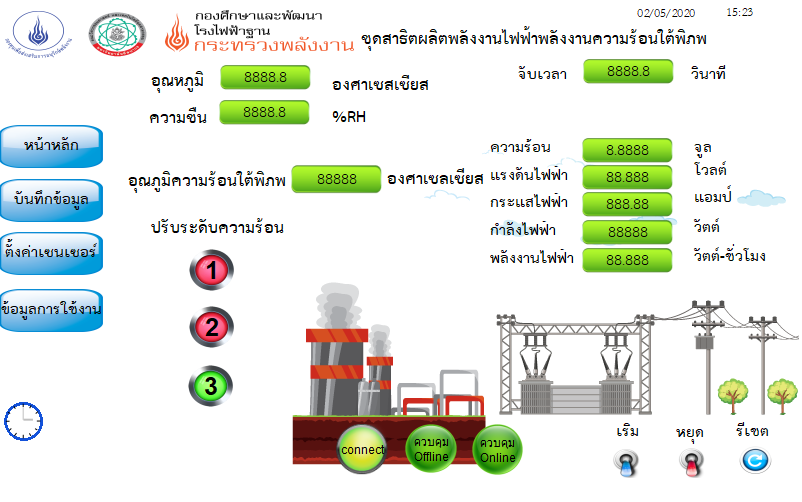 02/05/2020 15:23
กองศึกษาและพัฒนา
โรงไฟฟ้าฐาน
กระทรวงพลังงาน
ชุดสาธิตผลิตพลังงานไฟฟ้าพลังงานความร้อนใต้พิภพ
อุณหภูมิ 8888.8 องศาเซสเซียส
จับเวลา 8888.8 วินาที
ความชืน 8888.8 %RH
หน้าหลัก
บันทึกข้อมูล
ตั้งค่าเซนเซอร์
ข้อมูลการใช้งาน
อุณภูมิความร้อนใต้พิภพ 88888 องศาเซลเซียส
ความร้อน 8.8888 จูล
แรงดันไฟฟ้า 88.888 โวลต์
กระแสไฟฟ้า 888.88 แอมป์
กำลังไฟฟ้า 88888 วัตต์
พลังงานไฟฟ้า 88.888 วัตต์-ชั่วโมง
ปรับระดับความร้อน
1
2
3
connect
ควบคุม
Offline
ควบคุม
Online
เริ่ม
หยุด
รีเซต